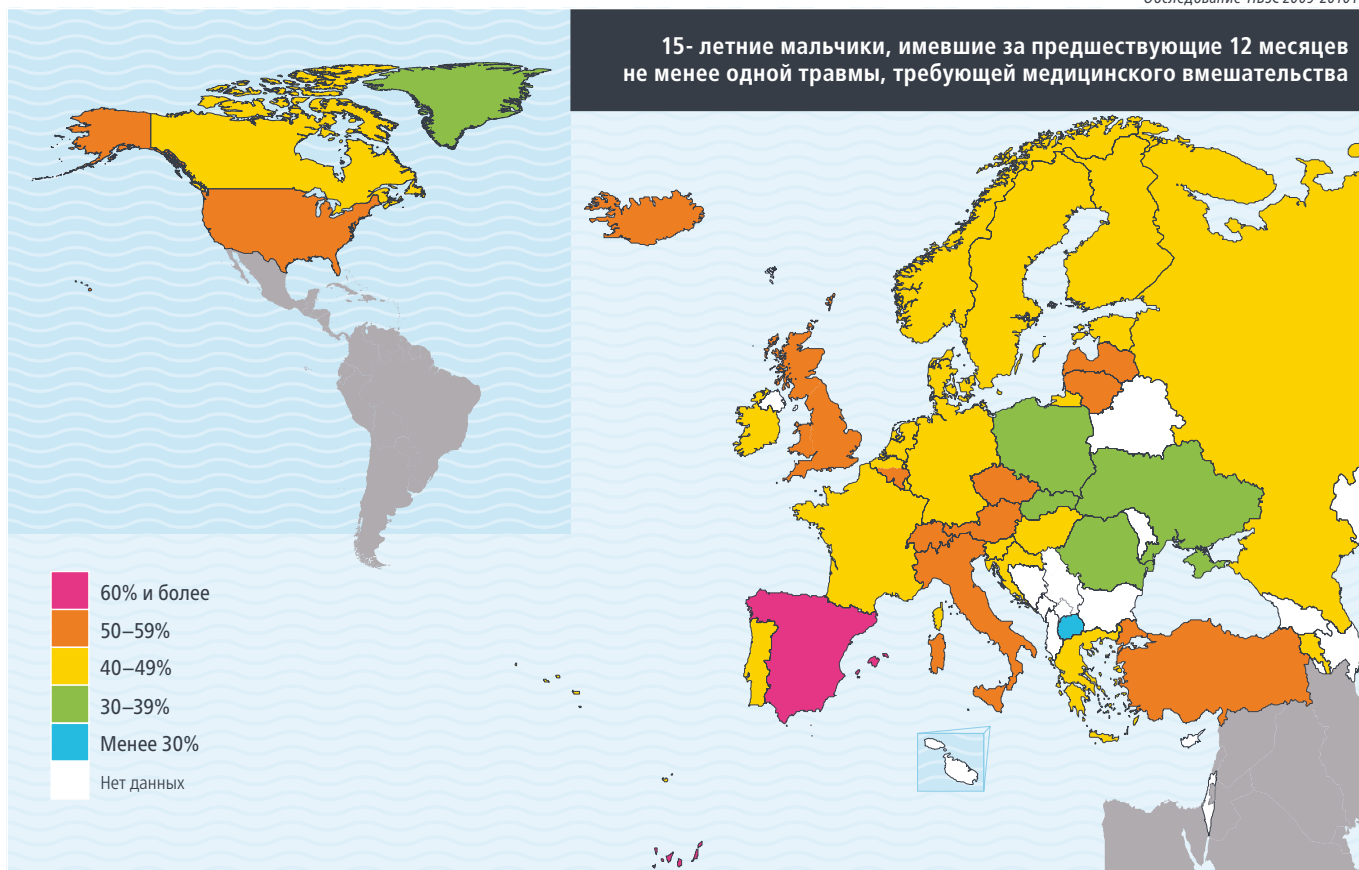 15- летние мальчики, имевшие за предшествующие 12 месяцев
не менее одной травмы, требующей медицинского вмешательства
60% и более
50–59%
40–49%
30–39%
Менее 30%
Нет данных